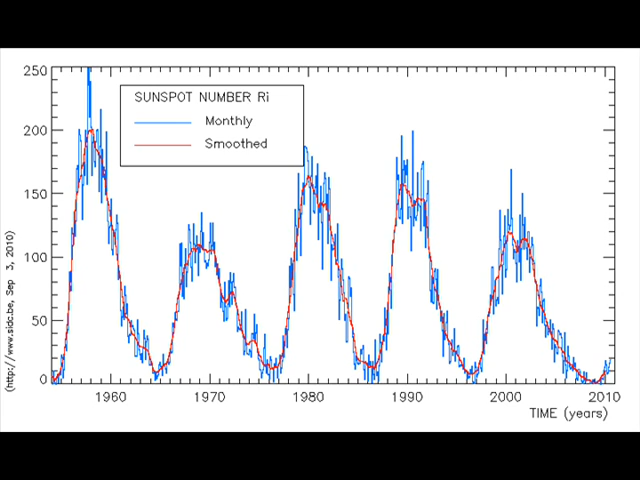 250
SUNSPOT NUMBER Ri
Monthly
Smoothed
200
150
100
50
0
1960 1970 1980 1990 2000 2010
TIME (years)
(http://www.sidc.be, Sep 3, 2010)